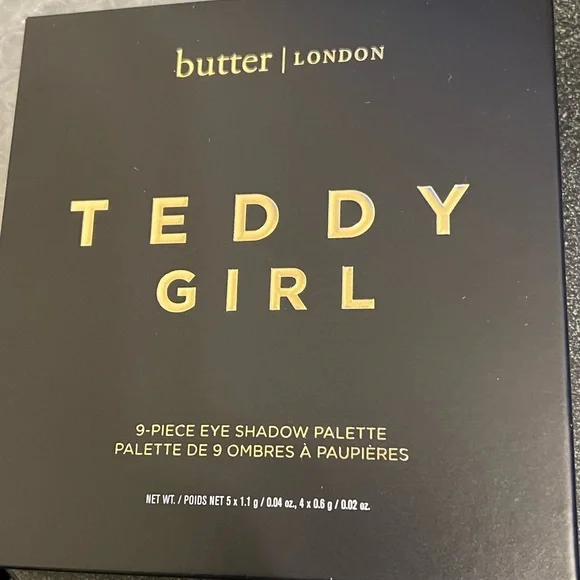 butter | LONDON
TEDDY
GIRL
9-PIECE EYE SHADOW PALETTE
PALETTE DE 9 OMBRES À PAUPIÈRES
NET WT. / POIDS NET 5 x 1.1 g / 0.04 oz., 4 x 0.6 g / 0.02 oz.